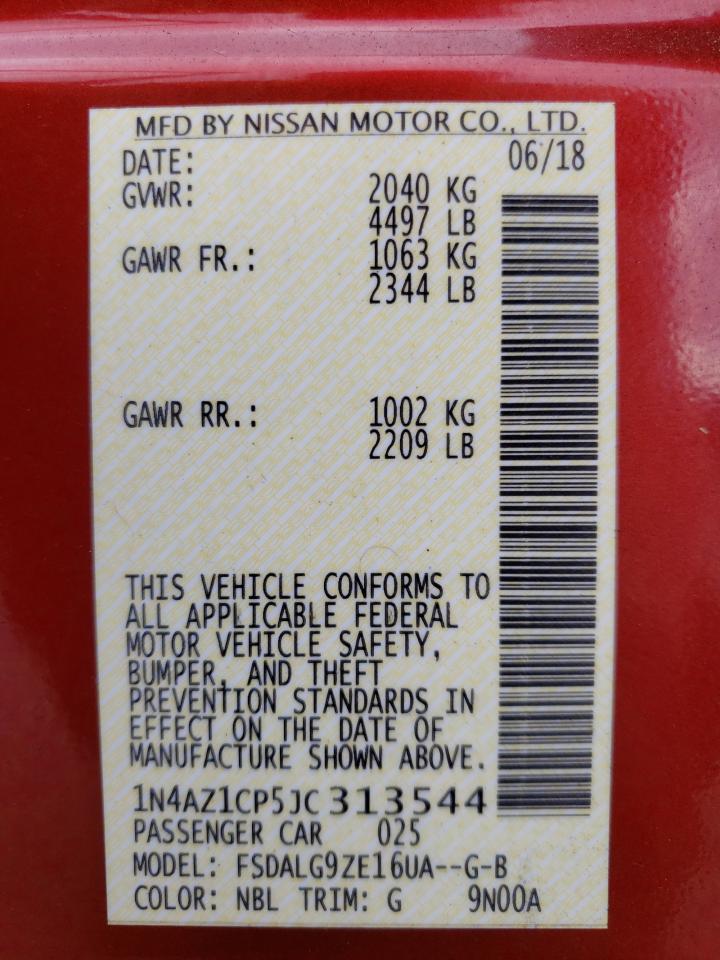 MFD BY NISSAN MOTOR CO., LTD.
DATE: 06/18
GVWR: 2040 KG
4497 LB
GAWR FR.: 1063 KG
2344 LB
GAWR RR.: 1002 KG
2209 LB
THIS VEHICLE CONFORMS TO
ALL APPLICABLE FEDERAL
MOTOR VEHICLE SAFETY,
BUMPER, AND THEFT
PREVENTION STANDARDS IN
EFFECT ON THE DATE OF
MANUFACTURE SHOWN ABOVE.
1N4AZ1CP5JC313544
PASSENGER CAR 025
MODEL: FSDALG9ZE16UA--G-B
COLOR: NBL TRIM: G 9N00A